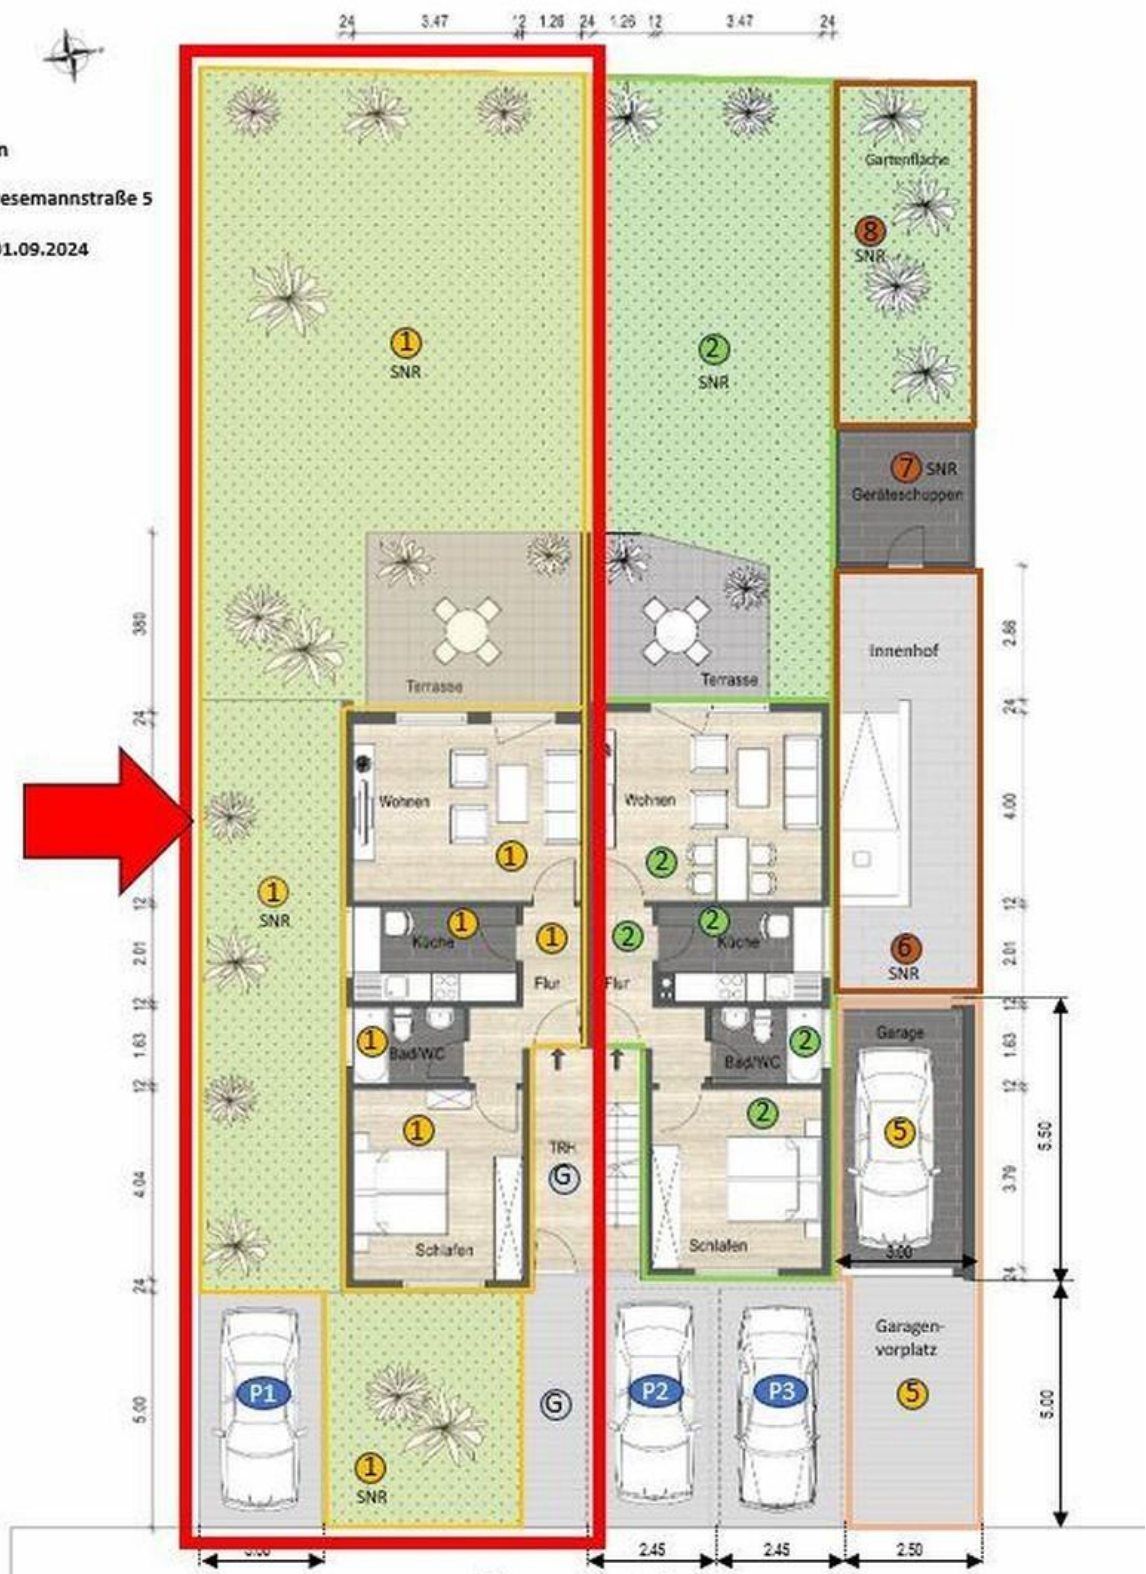 24 3.47 12 1.26 24 1.26 12 3.47 24
n
esemannstraße 5
01.09.2024
Gartenfläche
8
SNR
1
SNR
2
SNR
7 SNR
Geräteschuppen
Innenhof
380
2.86
Terrasse
Terrasse
24
24
Wohnen
Wohnen
4.00
1
2
1
SNR
12
12
1
1
2
2
Küche
Küche
2.01
2.01
6
SNR
Flur
Flur
12
12
Garage
1
Bad/WC
2
Bad/WC
1.63
1.63
12
12
1
2
5
5.50
TRH
G
4.04
3.79
Schlafen
Schlafen
3.00
24
24
Garagen-
vorplatz
P1
P2
P3
5
G
5.00
5.00
1
SNR
2.45
2.45
2.50